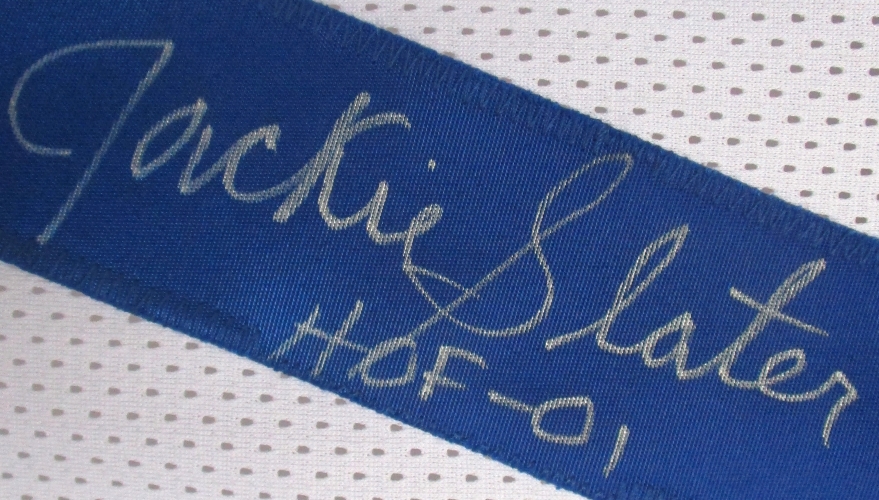 Jackie Slater
HOF-01